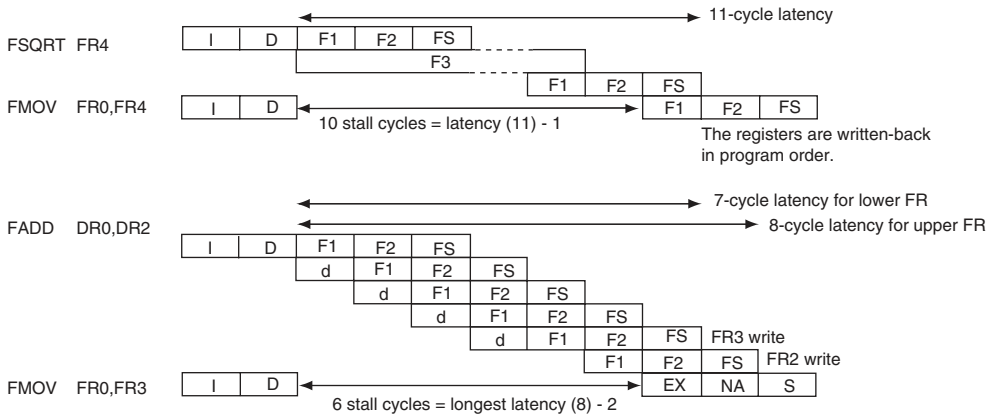 11-cycle latency
FSQRT FR4 I D F1 F2 FS
F3
F1 F2 FS
FMOV FR0,FR4 I D F1 F2 FS
10 stall cycles = latency (11) - 1
The registers are written-back
in program order.
7-cycle latency for lower FR
FADD DR0,DR2 8-cycle latency for upper FR
I D F1 F2 FS
d F1 F2 FS
d F1 F2 FS
d F1 F2 FS
d F1 F2 FS FR3 write
F1 F2 FS FR2 write
FMOV FR0,FR3 I D EX NA S
6 stall cycles = longest latency (8) - 2